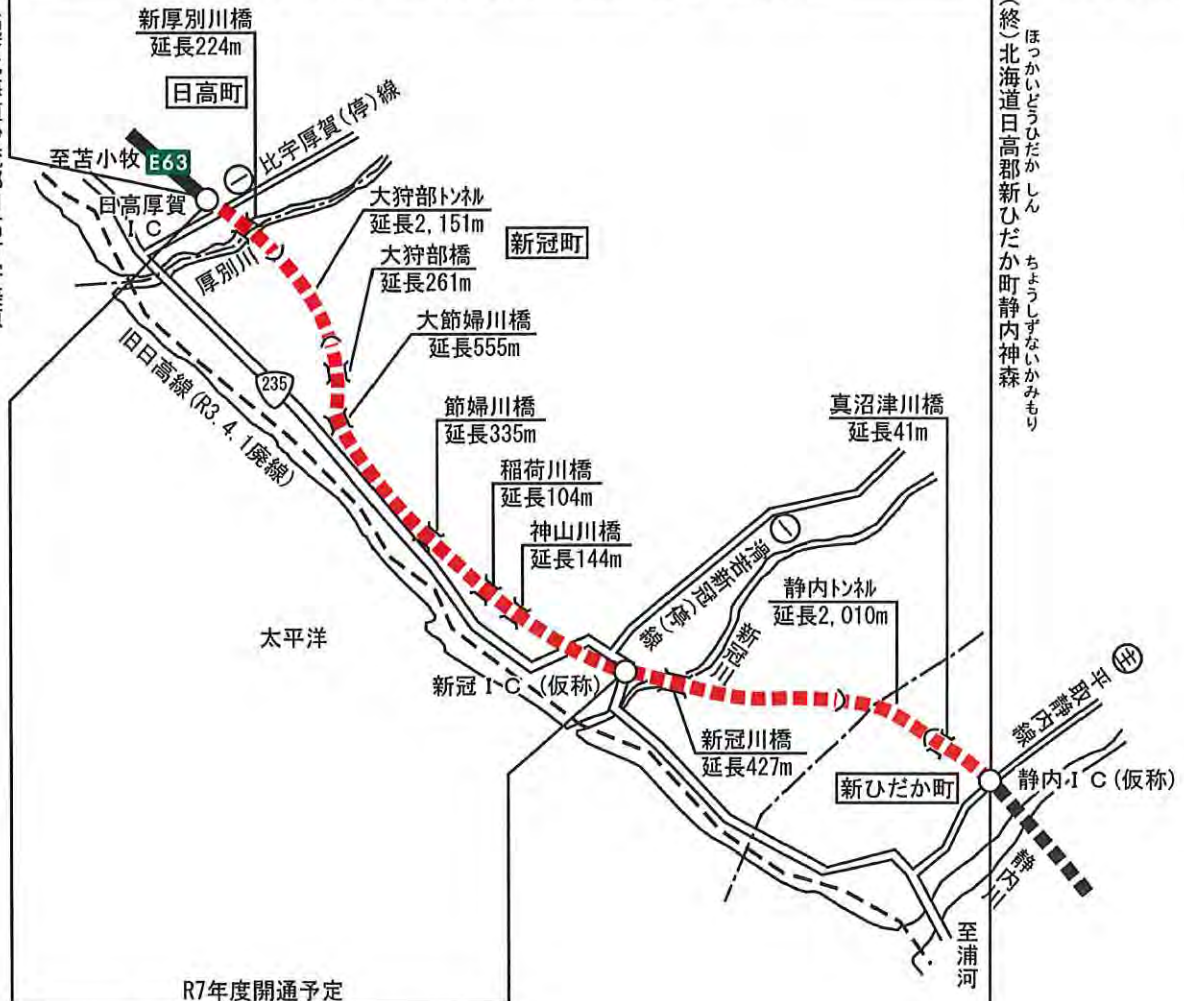 新厚別川橋
延長224m
日高町
至苫小牧 E63
比宇厚賀(停)線
日高厚賀
IC
厚別川
大狩部トンネル
延長2,151m
新冠町
大狩部橋
延長261m
大節婦川橋
延長555m
旧日高線(R3.4.1廃線)
235
節婦川橋
延長335m
稲荷川橋
延長104m
神山川橋
延長144m
真沼津川橋
延長41m
(終)北海道日高郡新ひだか町静内神森
ほっかいどうひだか しん ちょうしずないかみもり
滑若新冠(停)線
新冠川
静内トンネル
延長2,010m
太平洋
新冠IC(仮称)
新冠川橋
延長427m
主
平取静内線
新ひだか町
静内IC(仮称)
静内川
至浦河
R7年度開通予定